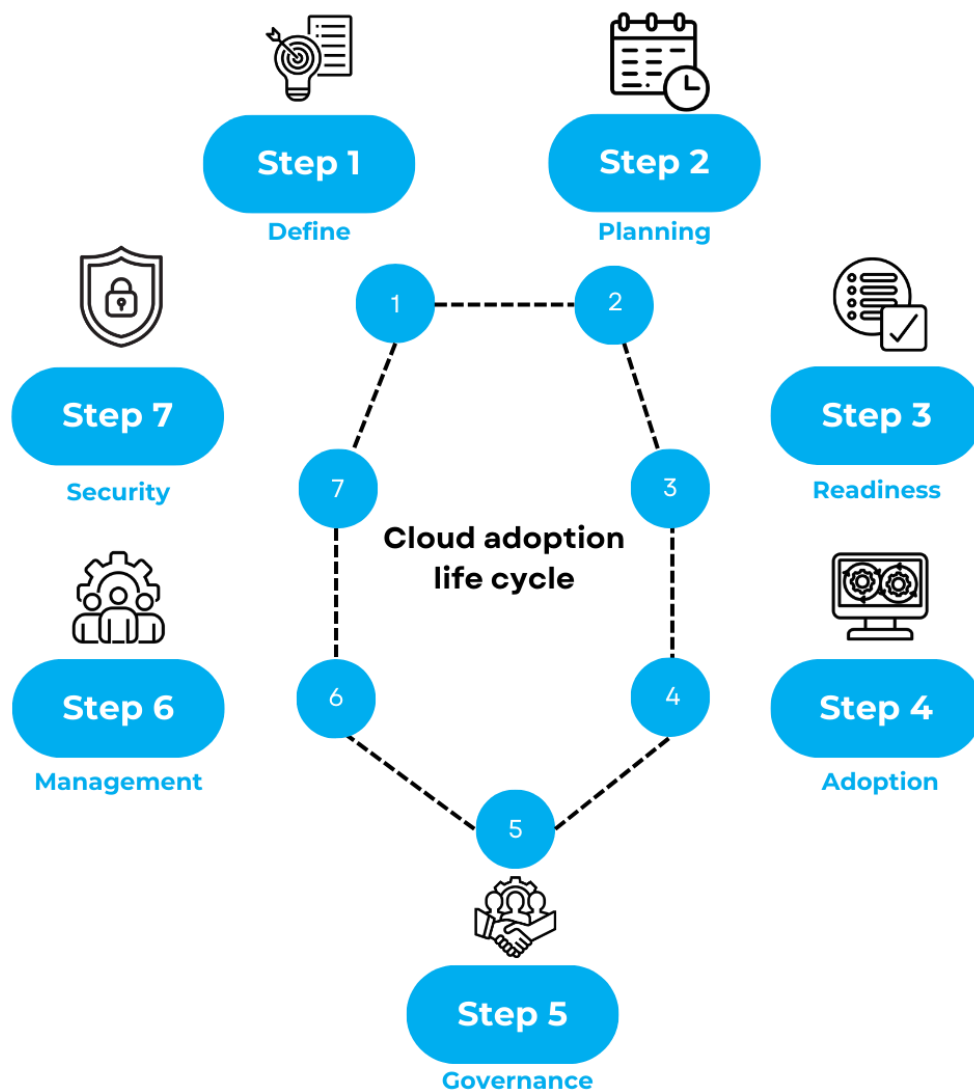 Step 1
Define
Step 2
Planning
Step 3
Readiness
Step 4
Adoption
Step 5
Governance
Step 6
Management
Step 7
Security
1
2
3
4
5
6
7
Cloud adoption
life cycle